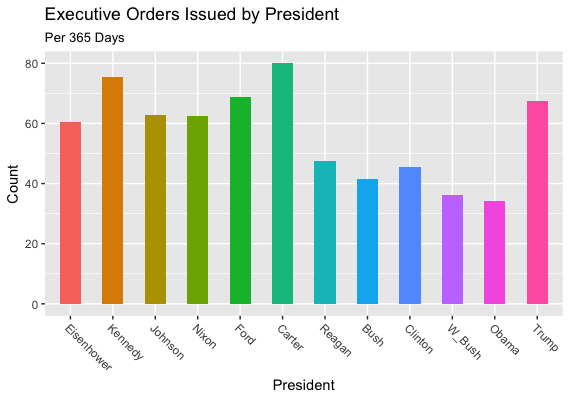 Executive Orders Issued by President
Per 365 Days
Count
80
60
40
20
0
Eisenhower
Kennedy
Johnson
Nixon
Ford
Carter
Reagan
Bush
Clinton
W_Bush
Obama
Trump
President